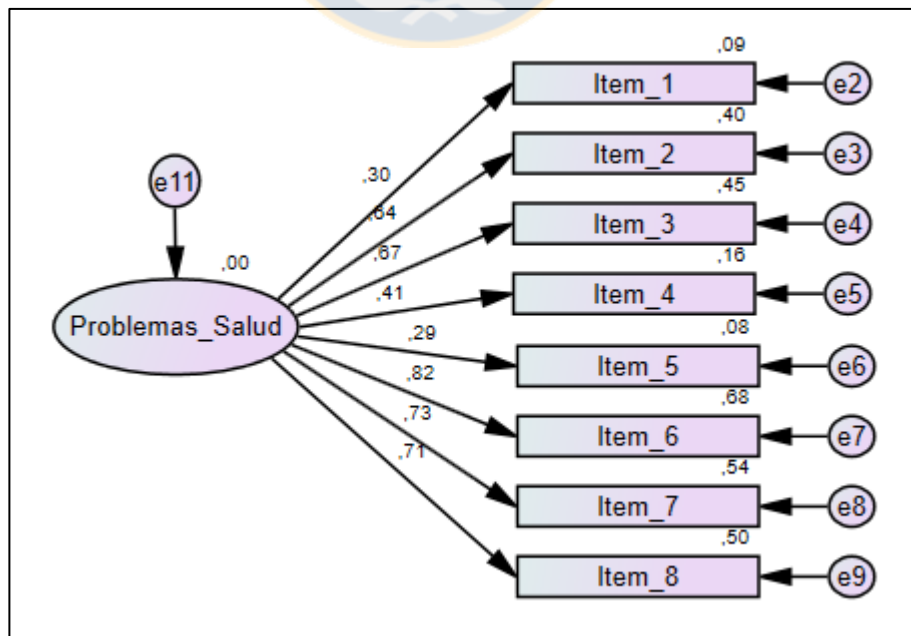 ,09
Item_1
e2
,40
Item_2
e3
,30
,45
e11
,64
Item_3
e4
,67
,16
,00
,41
Item_4
e5
Problemas_Salud
,08
,29
Item_5
e6
,82
,68
,73
Item_6
e7
,71
,54
Item_7
e8
,50
Item_8
e9